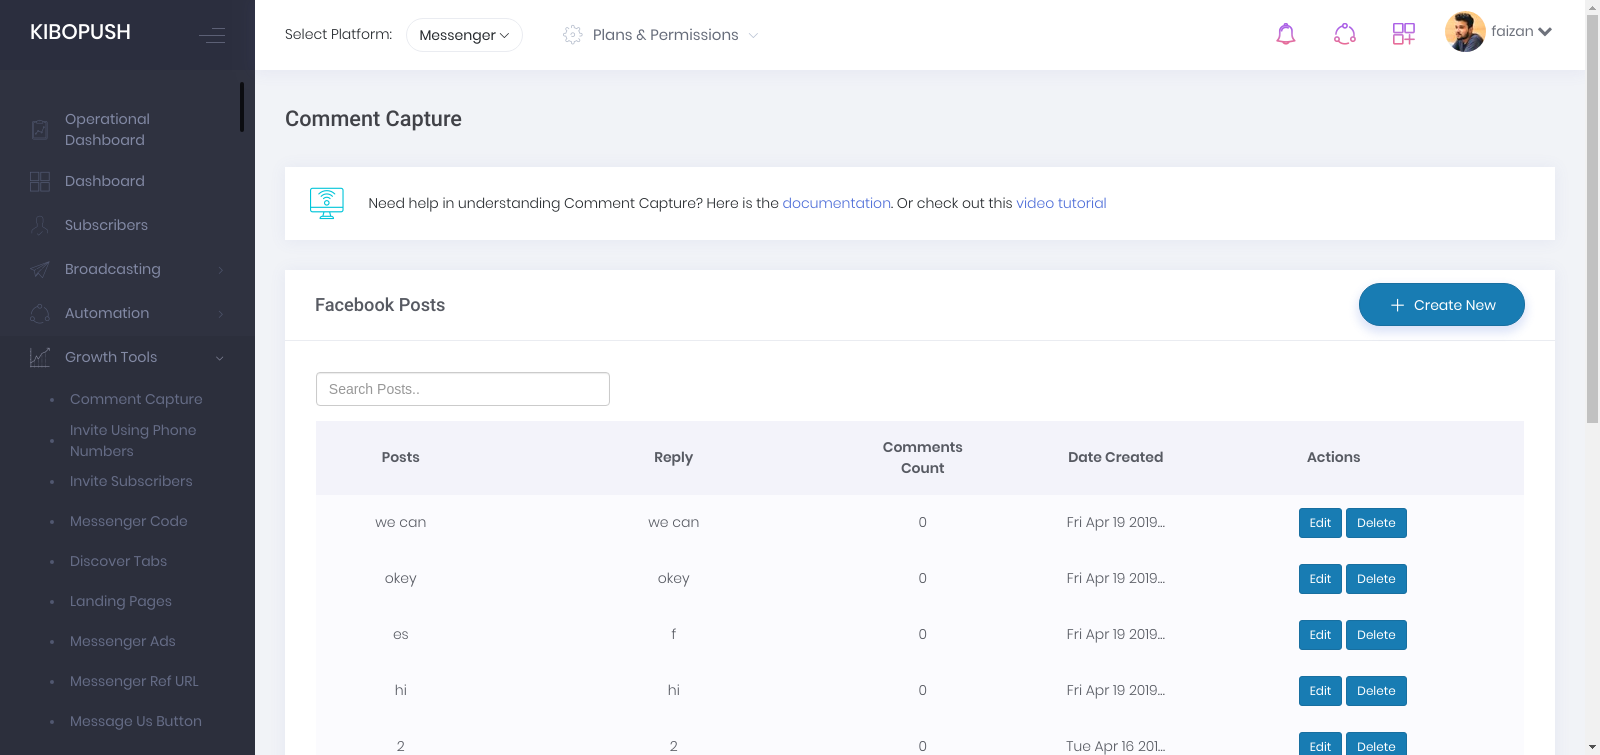 KIBOPUSH
Select Platform: Messenger Plans & Permissions faizan
Operational
Dashboard
Dashboard
Subscribers
Broadcasting
Automation
Growth Tools
Comment Capture
Invite Using Phone
Numbers
Invite Subscribers
Messenger Code
Discover Tabs
Landing Pages
Messenger Ads
Messenger Ref URL
Message Us Button
Comment Capture
Need help in understanding Comment Capture? Here is the documentation. Or check out this video tutorial
Facebook Posts
+ Create New
Search Posts..
Posts Reply Comments Count Date Created Actions
we can we can 0 Fri Apr 19 2019... Edit Delete
okey okey 0 Fri Apr 19 2019... Edit Delete
es f 0 Fri Apr 19 2019... Edit Delete
hi hi 0 Fri Apr 19 2019... Edit Delete
2 2 0 Tue Apr 16 201... Edit Delete